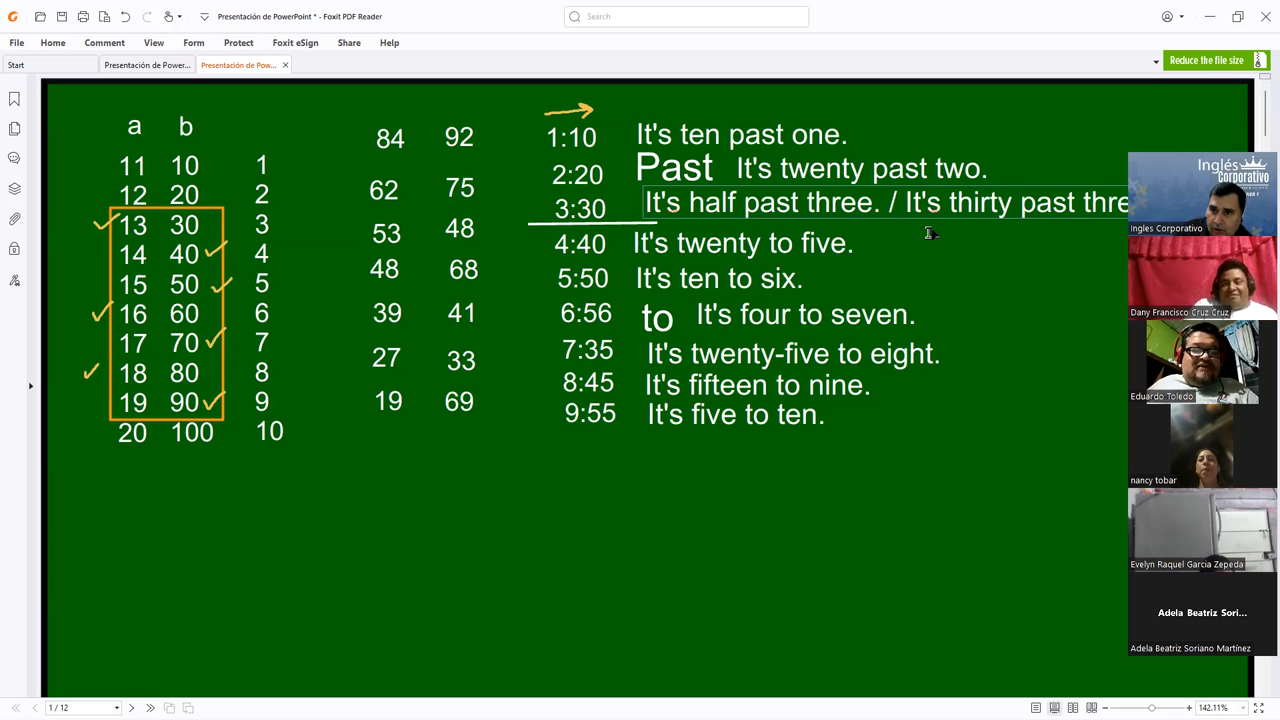 Presentación de PowerPoint * - Foxit PDF Reader
Search
File Home Comment View Form Protect Foxit eSign Share Help
Start Presentación de Power... Presentación de Pow... Reduce the file size
a b
11 10 1
12 20 2
13 30 3
14 40 4
15 50 5
16 60 6
17 70 7
18 80 8
19 90 9
20 100 10
84 92
62 75
53 48
48 68
39 41
27 33
19 69
1:10 It's ten past one.
2:20 Past It's twenty past two.
3:30 It's half past three. / It's thirty past thre
4:40 It's twenty to five.
5:50 It's ten to six.
6:56 to It's four to seven.
7:35 It's twenty-five to eight.
8:45 It's fifteen to nine.
9:55 It's five to ten.
Inglés
Corporativo
Ingles Corporativo
Dany Francisco Cruz Cruz
Eduardo Toledo
nancy tobar
Evelyn Raquel Garcia Zepeda
Adela Beatriz Sori...
Adela Beatriz Soriano Martínez
1 / 12 142.11%